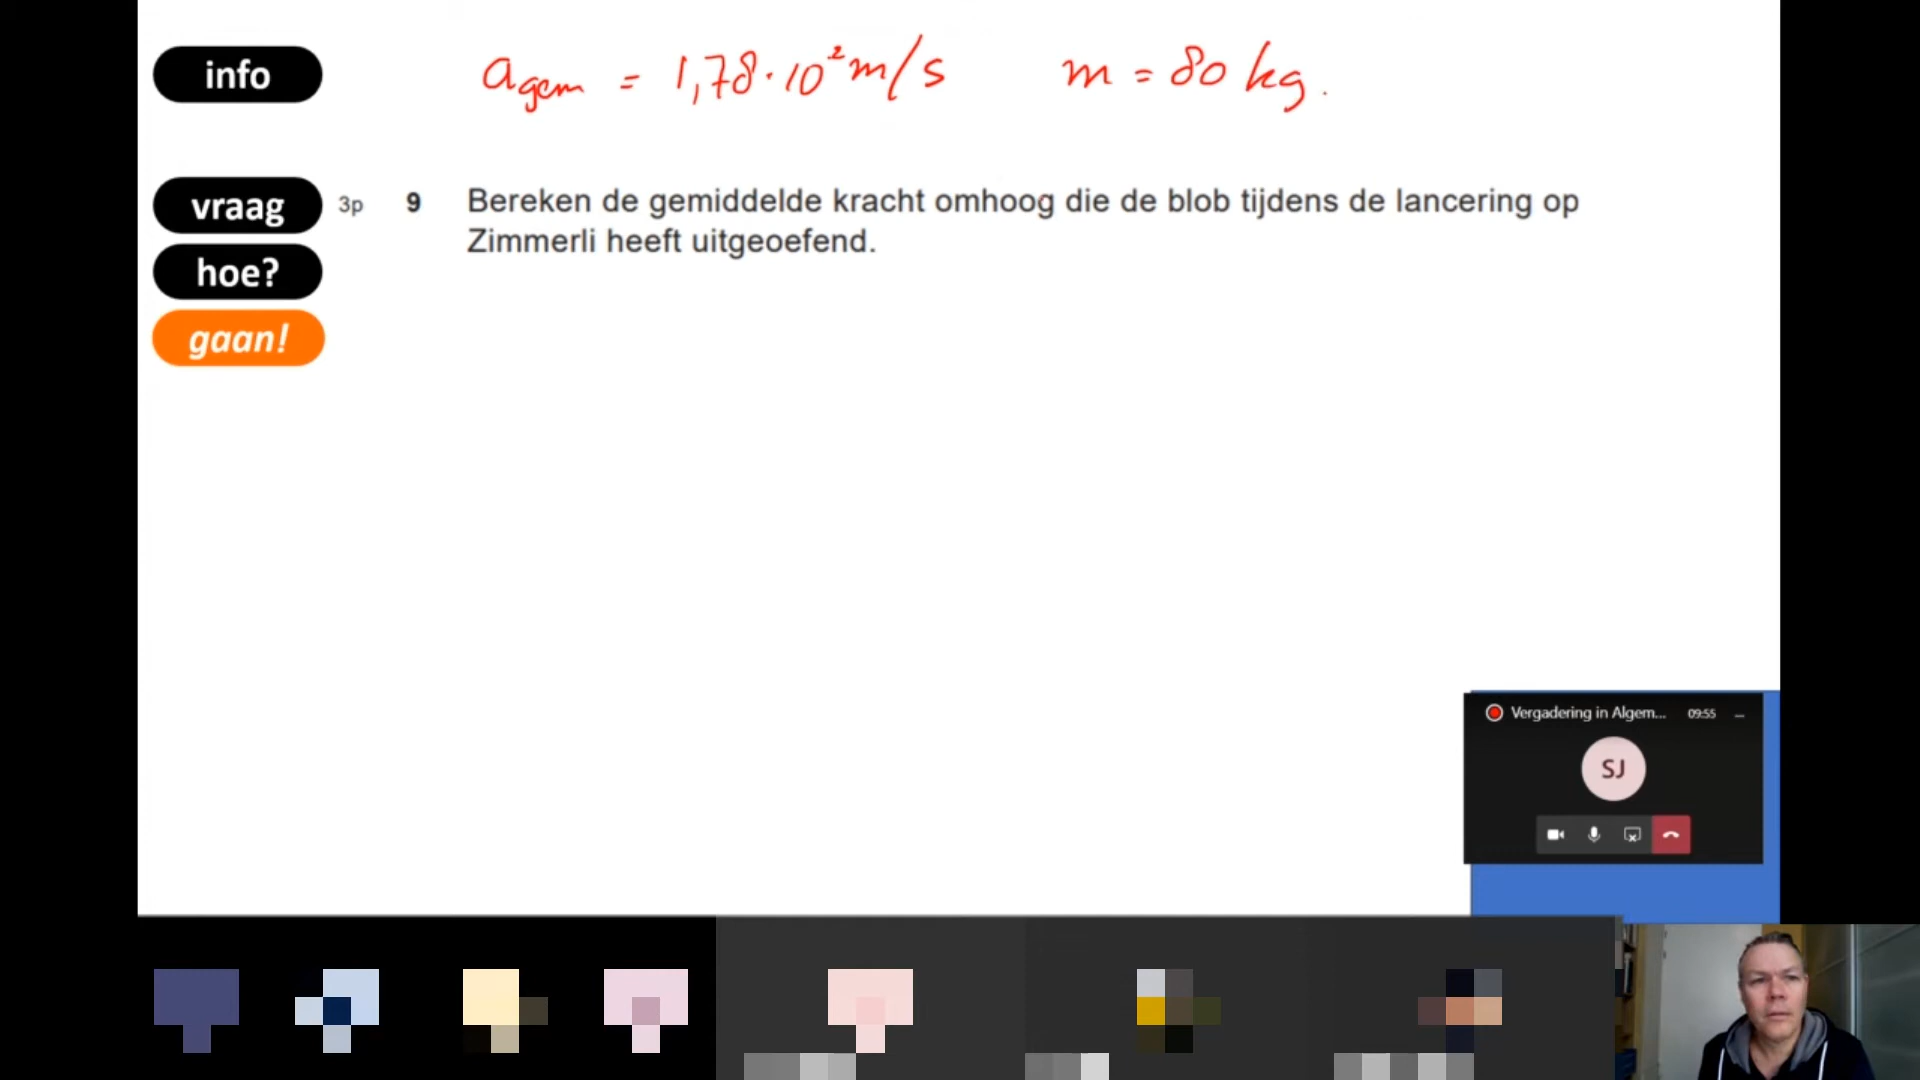 info
a gem = 1,78·10² m/s m = 80 kg.
vraag 3p 9 Bereken de gemiddelde kracht omhoog die de blob tijdens de lancering op
Zimmerli heeft uitgeoefend.
hoe?
gaan!
Vergadering in Algem... 09:55
SJ